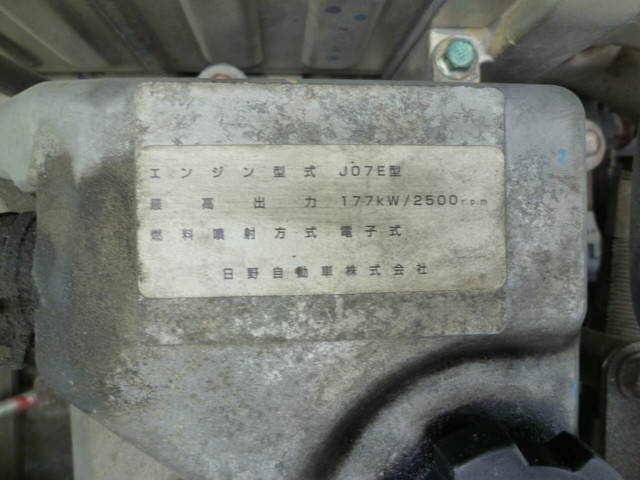 エンジン型式 J07E型
最高出力 177kW/2500r.p.m
燃料噴射方式 電子式
日野自動車株式会社